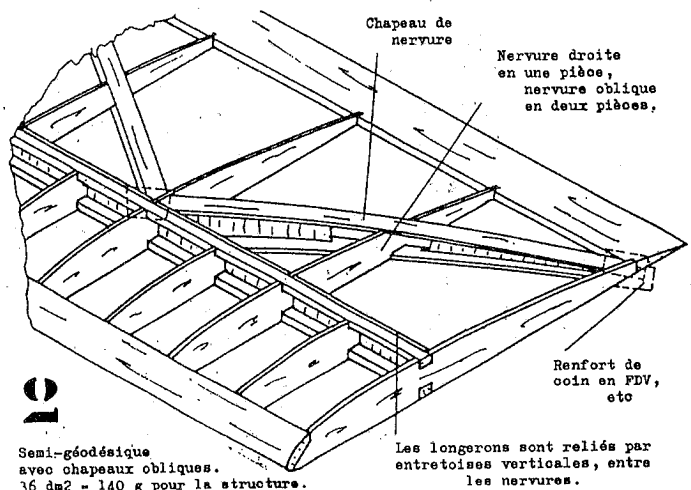 Chapeau de
nervure
Nervure droite
en une pièce,
nervure oblique
en deux pièces,
Renfort de
coin en FDV,
etc
10
Semi-géodésique
avec chapeaux obliques.
36 dm2 = 140 g pour la structure.
Les longerons sont reliés par
entretoises verticales, entre
les nervures.